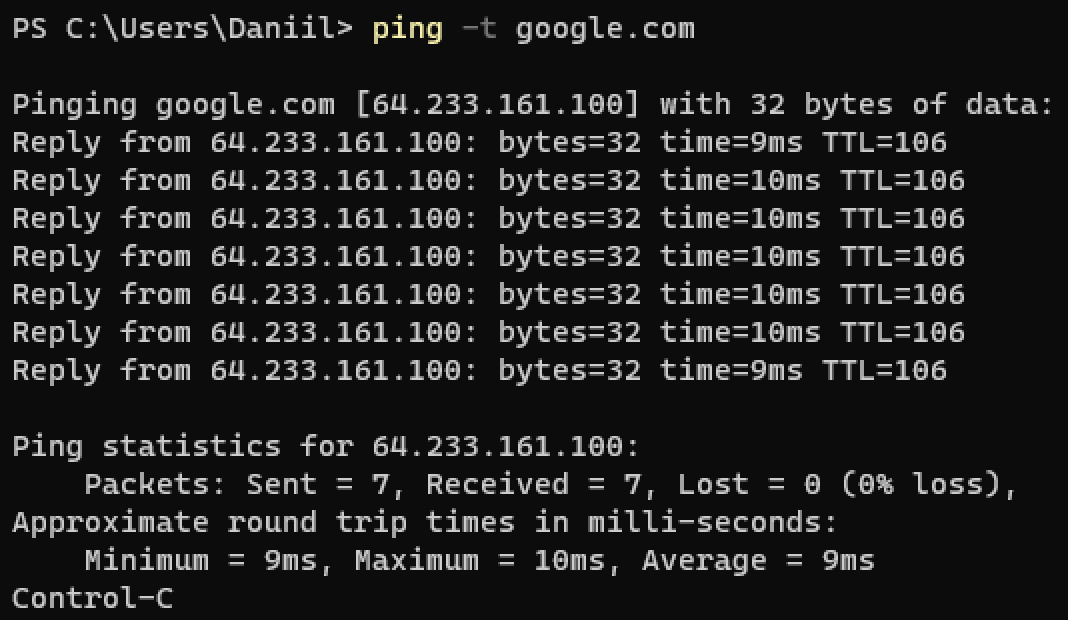 PS C:\Users\Daniil> ping -t google.com
Pinging google.com [64.233.161.100] with 32 bytes of data:
Reply from 64.233.161.100: bytes=32 time=9ms TTL=106
Reply from 64.233.161.100: bytes=32 time=10ms TTL=106
Reply from 64.233.161.100: bytes=32 time=10ms TTL=106
Reply from 64.233.161.100: bytes=32 time=10ms TTL=106
Reply from 64.233.161.100: bytes=32 time=10ms TTL=106
Reply from 64.233.161.100: bytes=32 time=10ms TTL=106
Reply from 64.233.161.100: bytes=32 time=9ms TTL=106
Ping statistics for 64.233.161.100:
    Packets: Sent = 7, Received = 7, Lost = 0 (0% loss),
Approximate round trip times in milli-seconds:
    Minimum = 9ms, Maximum = 10ms, Average = 9ms
Control-C